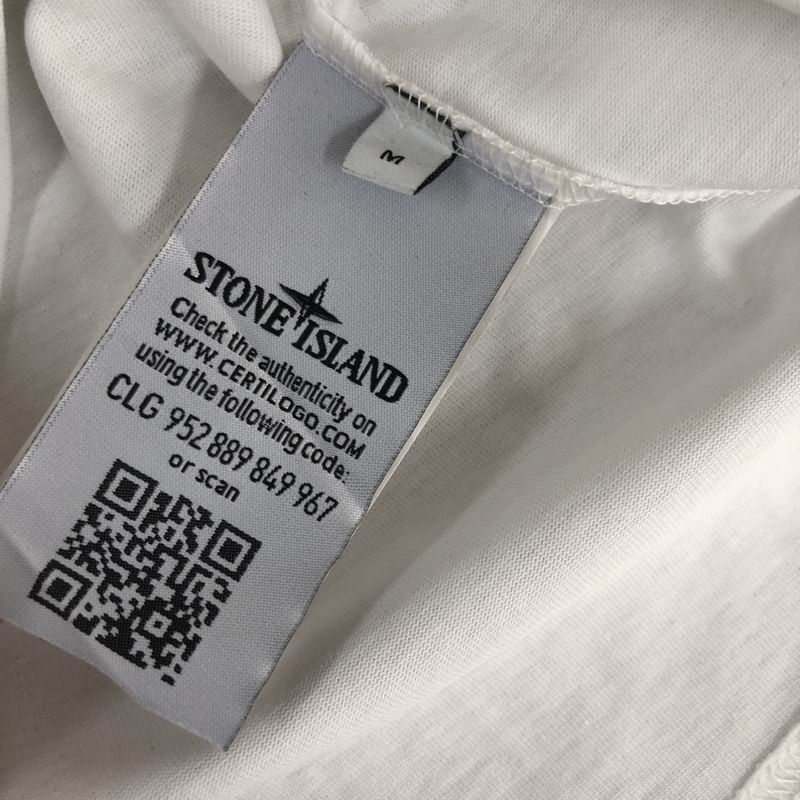 M
STONE ISLAND
Check the authenticity on
WWW.CERTILOGO.COM
using the following code:
CLG 952 889 849 967
or scan